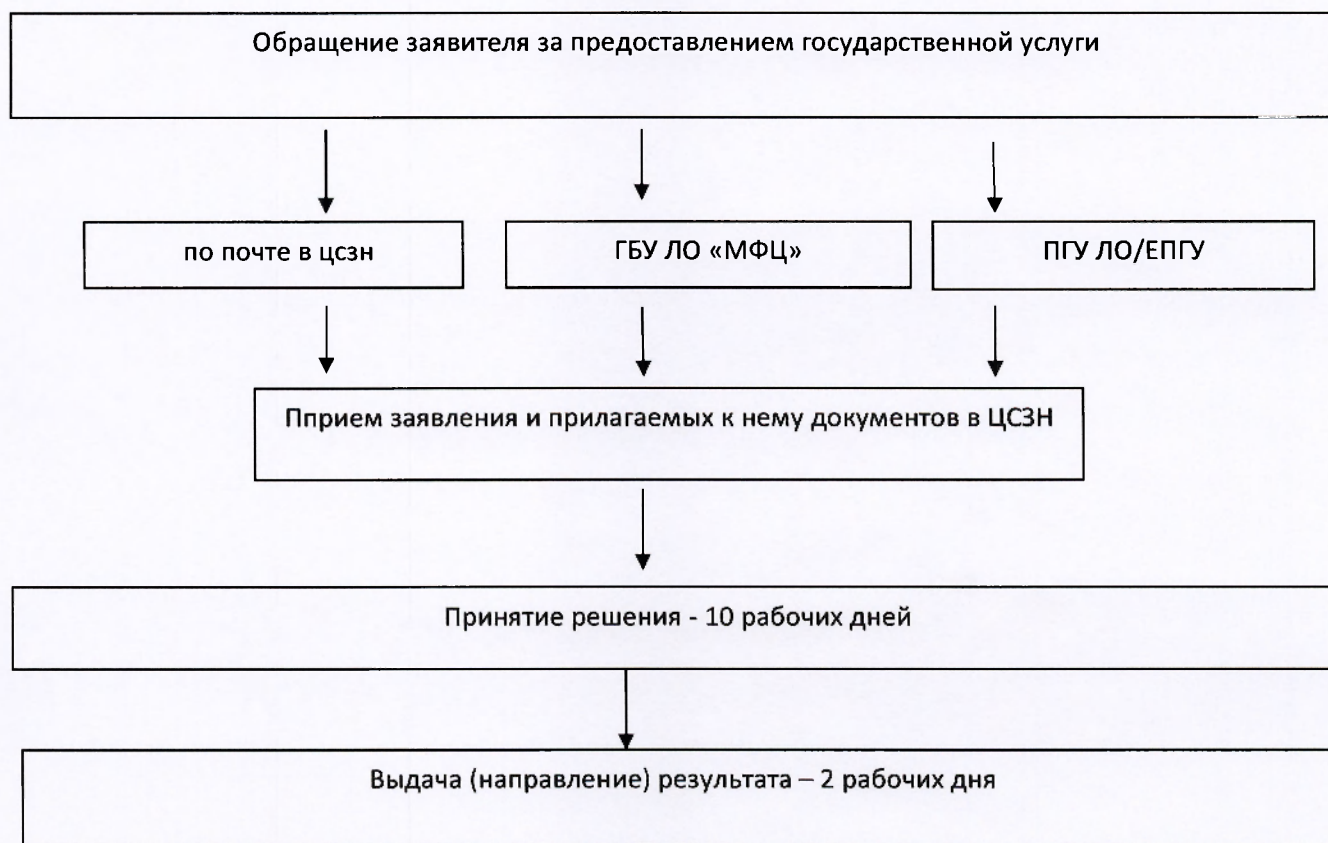 Обращение заявителя за предоставлением государственной услуги
по почте в цсзн
ГБУ ЛО «МФЦ»
ПГУ ЛО/ЕПГУ
Пприем заявления и прилагаемых к нему документов в ЦСЗН
Принятие решения - 10 рабочих дней
Выдача (направление) результата – 2 рабочих дня